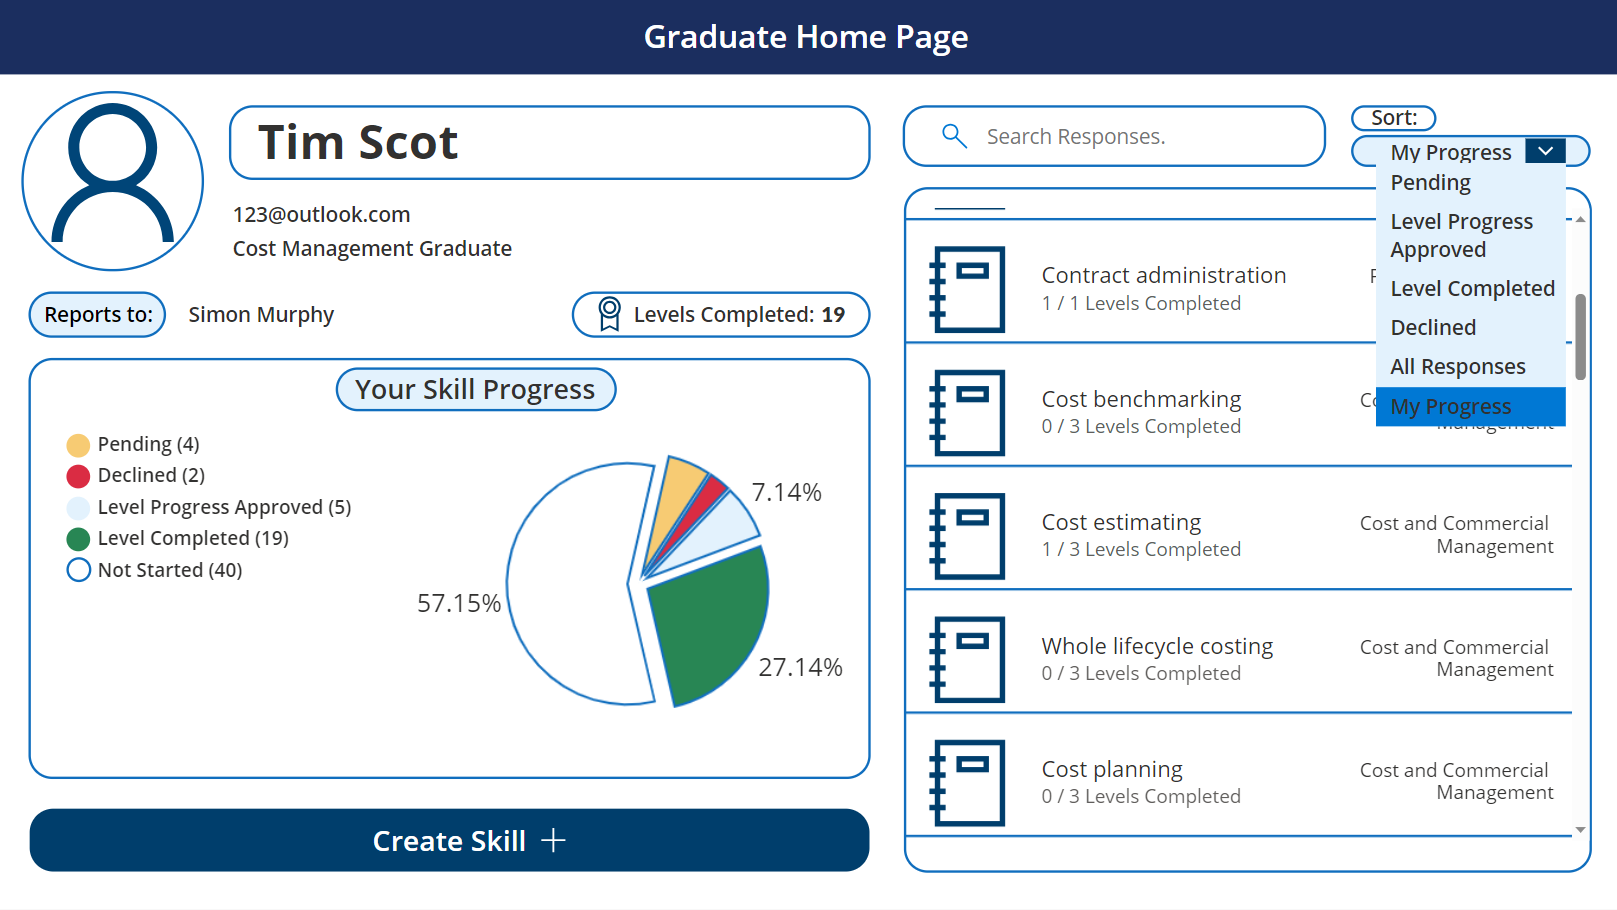 Graduate Home Page
Tim Scot
123@outlook.com
Cost Management Graduate
Reports to:
Simon Murphy
Levels Completed: 19
Your Skill Progress
Pending (4)
Declined (2)
Level Progress Approved (5)
Level Completed (19)
Not Started (40)
7.14%
57.15%
27.14%
Create Skill
Search Responses.
Sort:
My Progress
Pending
Level Progress
Approved
Level Completed
Declined
All Responses
My Progress
Contract administration
1 / 1 Levels Completed
Cost benchmarking
0 / 3 Levels Completed
Management
Cost estimating
1 / 3 Levels Completed
Cost and Commercial
Management
Whole lifecycle costing
0 / 3 Levels Completed
Cost and Commercial
Management
Cost planning
0 / 3 Levels Completed
Cost and Commercial
Management